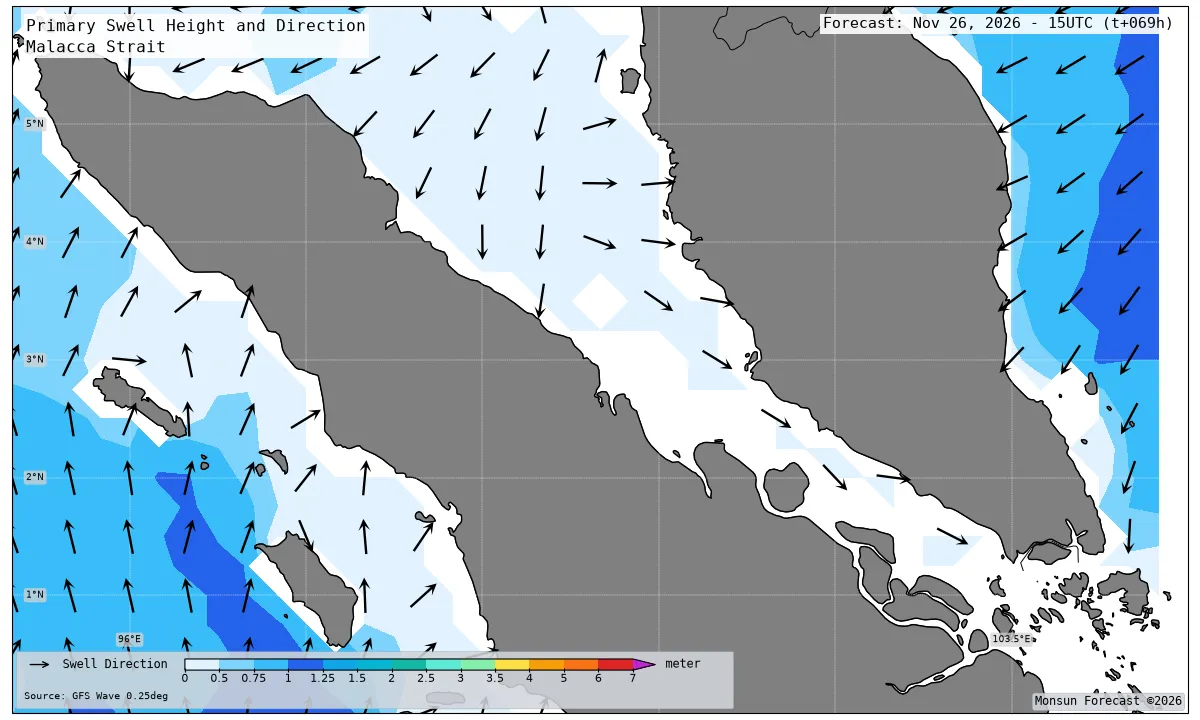 Primary Swell Height and Direction
Malacca Strait
Forecast: Nov 26, 2026 - 15UTC (t+069h)
5°N
4°N
3°N
2°N
1°N
96°E
103.5°E
Swell Direction
meter
0 0.5 0.75 1 1.25 1.5 2 2.5 3 3.5 4 5 6 7
Source: GFS Wave 0.25deg
Monsun Forecast ©2026